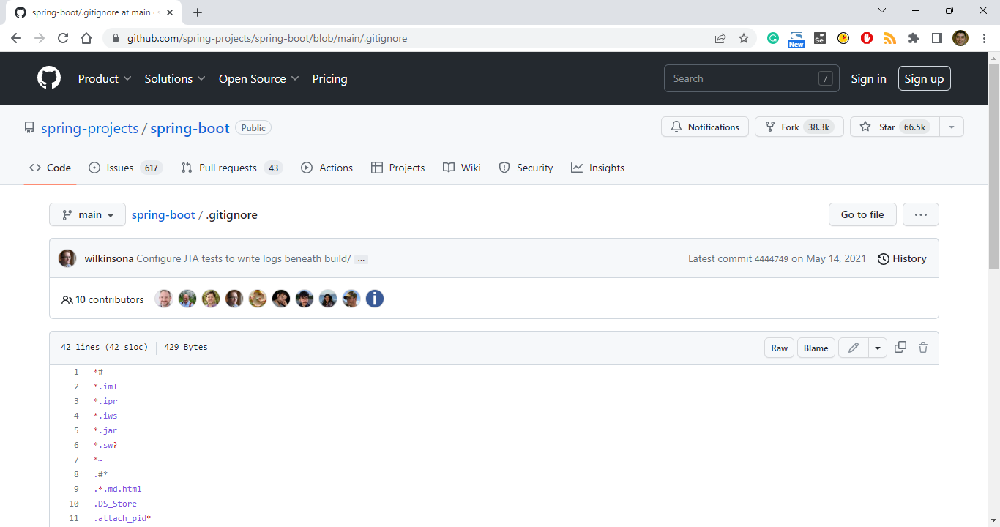 spring-boot/.gitignore at main · s
github.com/spring-projects/spring-boot/blob/main/.gitignore
New
Se
Product Solutions Open Source Pricing
Search /
Sign in Sign up
spring-projects / spring-boot Public
Notifications Fork 38.3k Star 66.5k
Code Issues 617 Pull requests 43 Actions Projects Wiki Security Insights
main spring-boot / .gitignore Go to file ...
wilkinsona Configure JTA tests to write logs beneath build/ ... Latest commit 4444749 on May 14, 2021 History
10 contributors
42 lines (42 sloc) 429 Bytes Raw Blame
1 *#
2 *.iml
3 *.ipr
4 *.iws
5 *.jar
6 *.sw?
7 *~
8 .#*
9 .*.md.html
10 .DS_Store
11 .attach_pid*